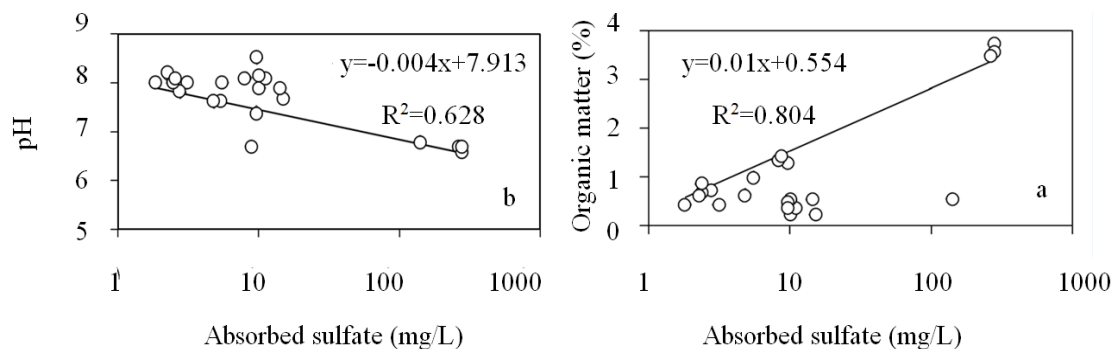 9
8
7
6
5
pH
y=-0.004x+7.913
R²=0.628
b
1
10
100
1000
Absorbed sulfate (mg/L)
4
3
2
1
0
Organic matter (%)
y=0.01x+0.554
R²=0.804
a
1
10
100
1000
Absorbed sulfate (mg/L)